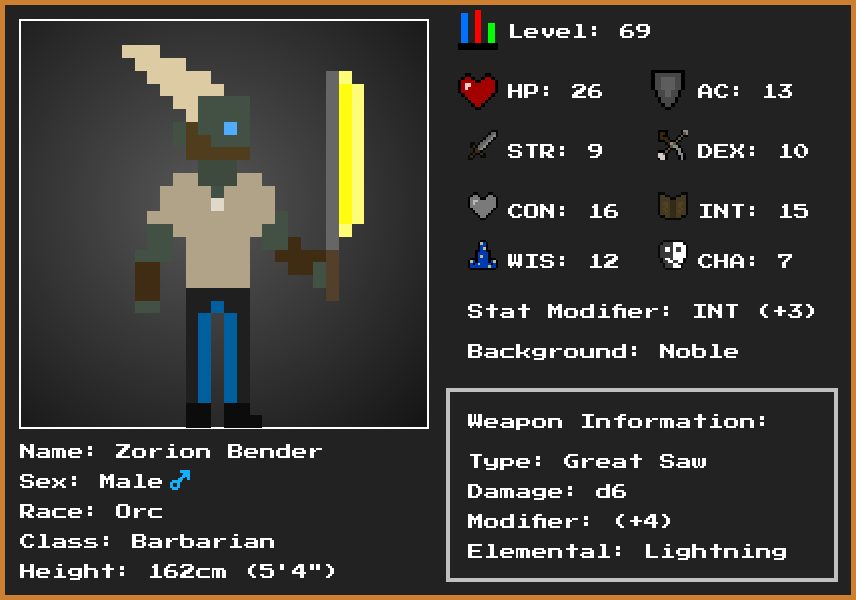 Level: 69
HP: 26 AC: 13
STR: 9 DEX: 10
CON: 16 INT: 15
WIS: 12 CHA: 7
Stat Modifier: INT (+3)
Background: Noble
Weapon Information:
Type: Great Saw
Damage: d6
Modifier: (+4)
Elemental: Lightning
Name: Zorion Bender
Sex: Male♂
Race: Orc
Class: Barbarian
Height: 162cm (5'4")